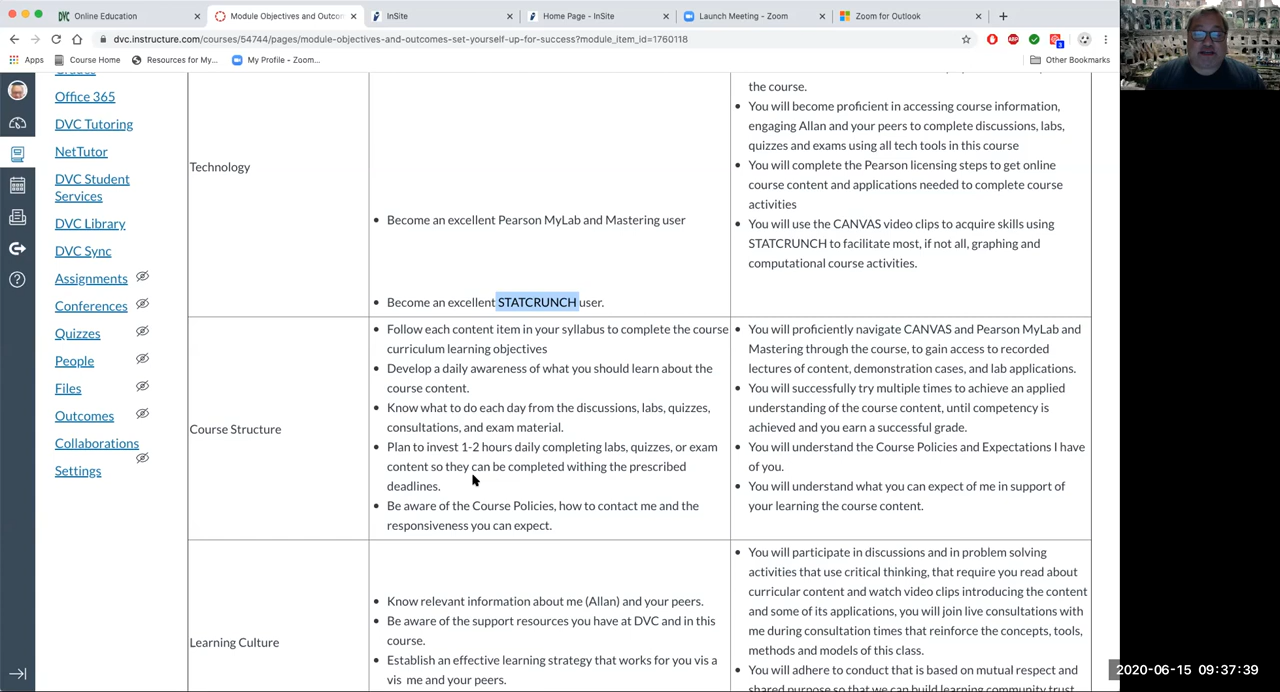 Online Education
Module Objectives and Outcom
InSite
Home Page - InSite
Launch Meeting - Zoom
Zoom for Outlook
dvc.instructure.com/courses/54744/pages/module-objectives-and-outcomes-set-yourself-up-for-success?module_item_id=1760118
Apps
Course Home
Resources for My...
My Profile - Zoom...
Other Bookmarks
Grades
Office 365
DVC Tutoring
NetTutor
DVC Student
Services
DVC Library
DVC Sync
Assignments
Conferences
Quizzes
People
Files
Outcomes
Collaborations
Settings
Technology
• Become an excellent Pearson MyLab and Mastering user
• Become an excellent STATCRUNCH user.
the course.
• You will become proficient in accessing course information,
engaging Allan and your peers to complete discussions, labs,
quizzes and exams using all tech tools in this course
• You will complete the Pearson licensing steps to get online
course content and applications needed to complete course
activities
• You will use the CANVAS video clips to acquire skills using
STATCRUNCH to facilitate most, if not all, graphing and
computational course activities.
Course Structure
• Follow each content item in your syllabus to complete the course
curriculum learning objectives
• Develop a daily awareness of what you should learn about the
course content.
• Know what to do each day from the discussions, labs, quizzes,
consultations, and exam material.
• Plan to invest 1-2 hours daily completing labs, quizzes, or exam
content so they can be completed withing the prescribed
deadlines.
• Be aware of the Course Policies, how to contact me and the
responsiveness you can expect.
• You will proficiently navigate CANVAS and Pearson MyLab and
Mastering through the course, to gain access to recorded
lectures of content, demonstration cases, and lab applications.
• You will successfully try multiple times to achieve an applied
understanding of the course content, until competency is
achieved and you earn a successful grade.
• You will understand the Course Policies and Expectations I have
of you.
• You will understand what you can expect of me in support of
your learning the course content.
Learning Culture
• Know relevant information about me (Allan) and your peers.
• Be aware of the support resources you have at DVC and in this
course.
• Establish an effective learning strategy that works for you vis a
vis me and your peers.
• You will participate in discussions and in problem solving
activities that use critical thinking, that require you read about
curricular content and watch video clips introducing the content
and some of its applications, you will join live consultations with
me during consultation times that reinforce the concepts, tools,
methods and models of this class.
• You will adhere to conduct that is based on mutual respect and
shared purpose so that we can build learning community trust
2020-06-15 09:37:39